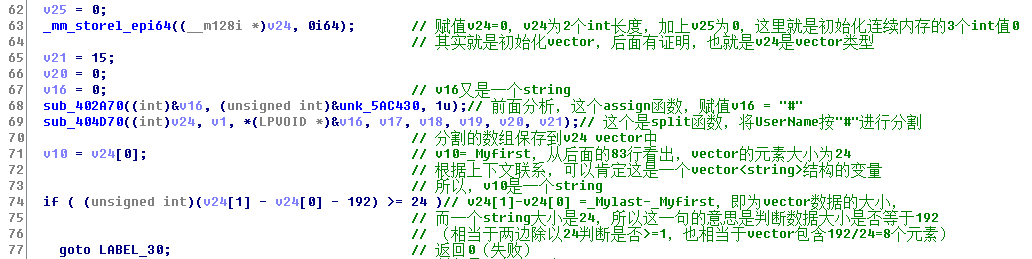 62 v25 = 0;
63 _mm_storel_epi64((__m128i *)v24, 0i64); // 赋值v24=0, v24为2个int长度, 加上v25为0, 这里就是初始化连续内存的3个int值0
64 // 其实就是初始化vector, 后面有证明, 也就是v24是vector类型
65 v21 = 15;
66 v20 = 0;
67 v16 = 0; // v16又是一个string
68 sub_402A70((int)&v16, (unsigned int)&unk_5AC430, 1u);// 前面分析, 这个assign函数, 赋值v16 = "#"
69 sub_404D70((int)v24, v1, *(LPVOID *)&v16, v17, v18, v19, v20, v21);// 这个是split函数, 将UserName按"#"进行分割
70 // 分割的数组保存到v24 vector中
71 v10 = v24[0]; // v10=_Myfirst, 从后面的83行看出, vector的元素大小为24
72 // 根据上下文联系, 可以肯定这是一个vector<string>结构的变量
73 // 所以, v10是一个string
74 if ( (unsigned int)(v24[1] - v24[0] - 192) >= 24 )// v24[1]-v24[0] =_Mylast-_Myfirst, 即为vector数据的大小,
75 // 而一个string大小是24, 所以这一句的意思是判断数据大小是否等于192
76 // (相当于两边除以24判断是否>=1, 也相当于vector包含192/24=8个元素)
77 goto LABEL_30; // 返回0 (失败)